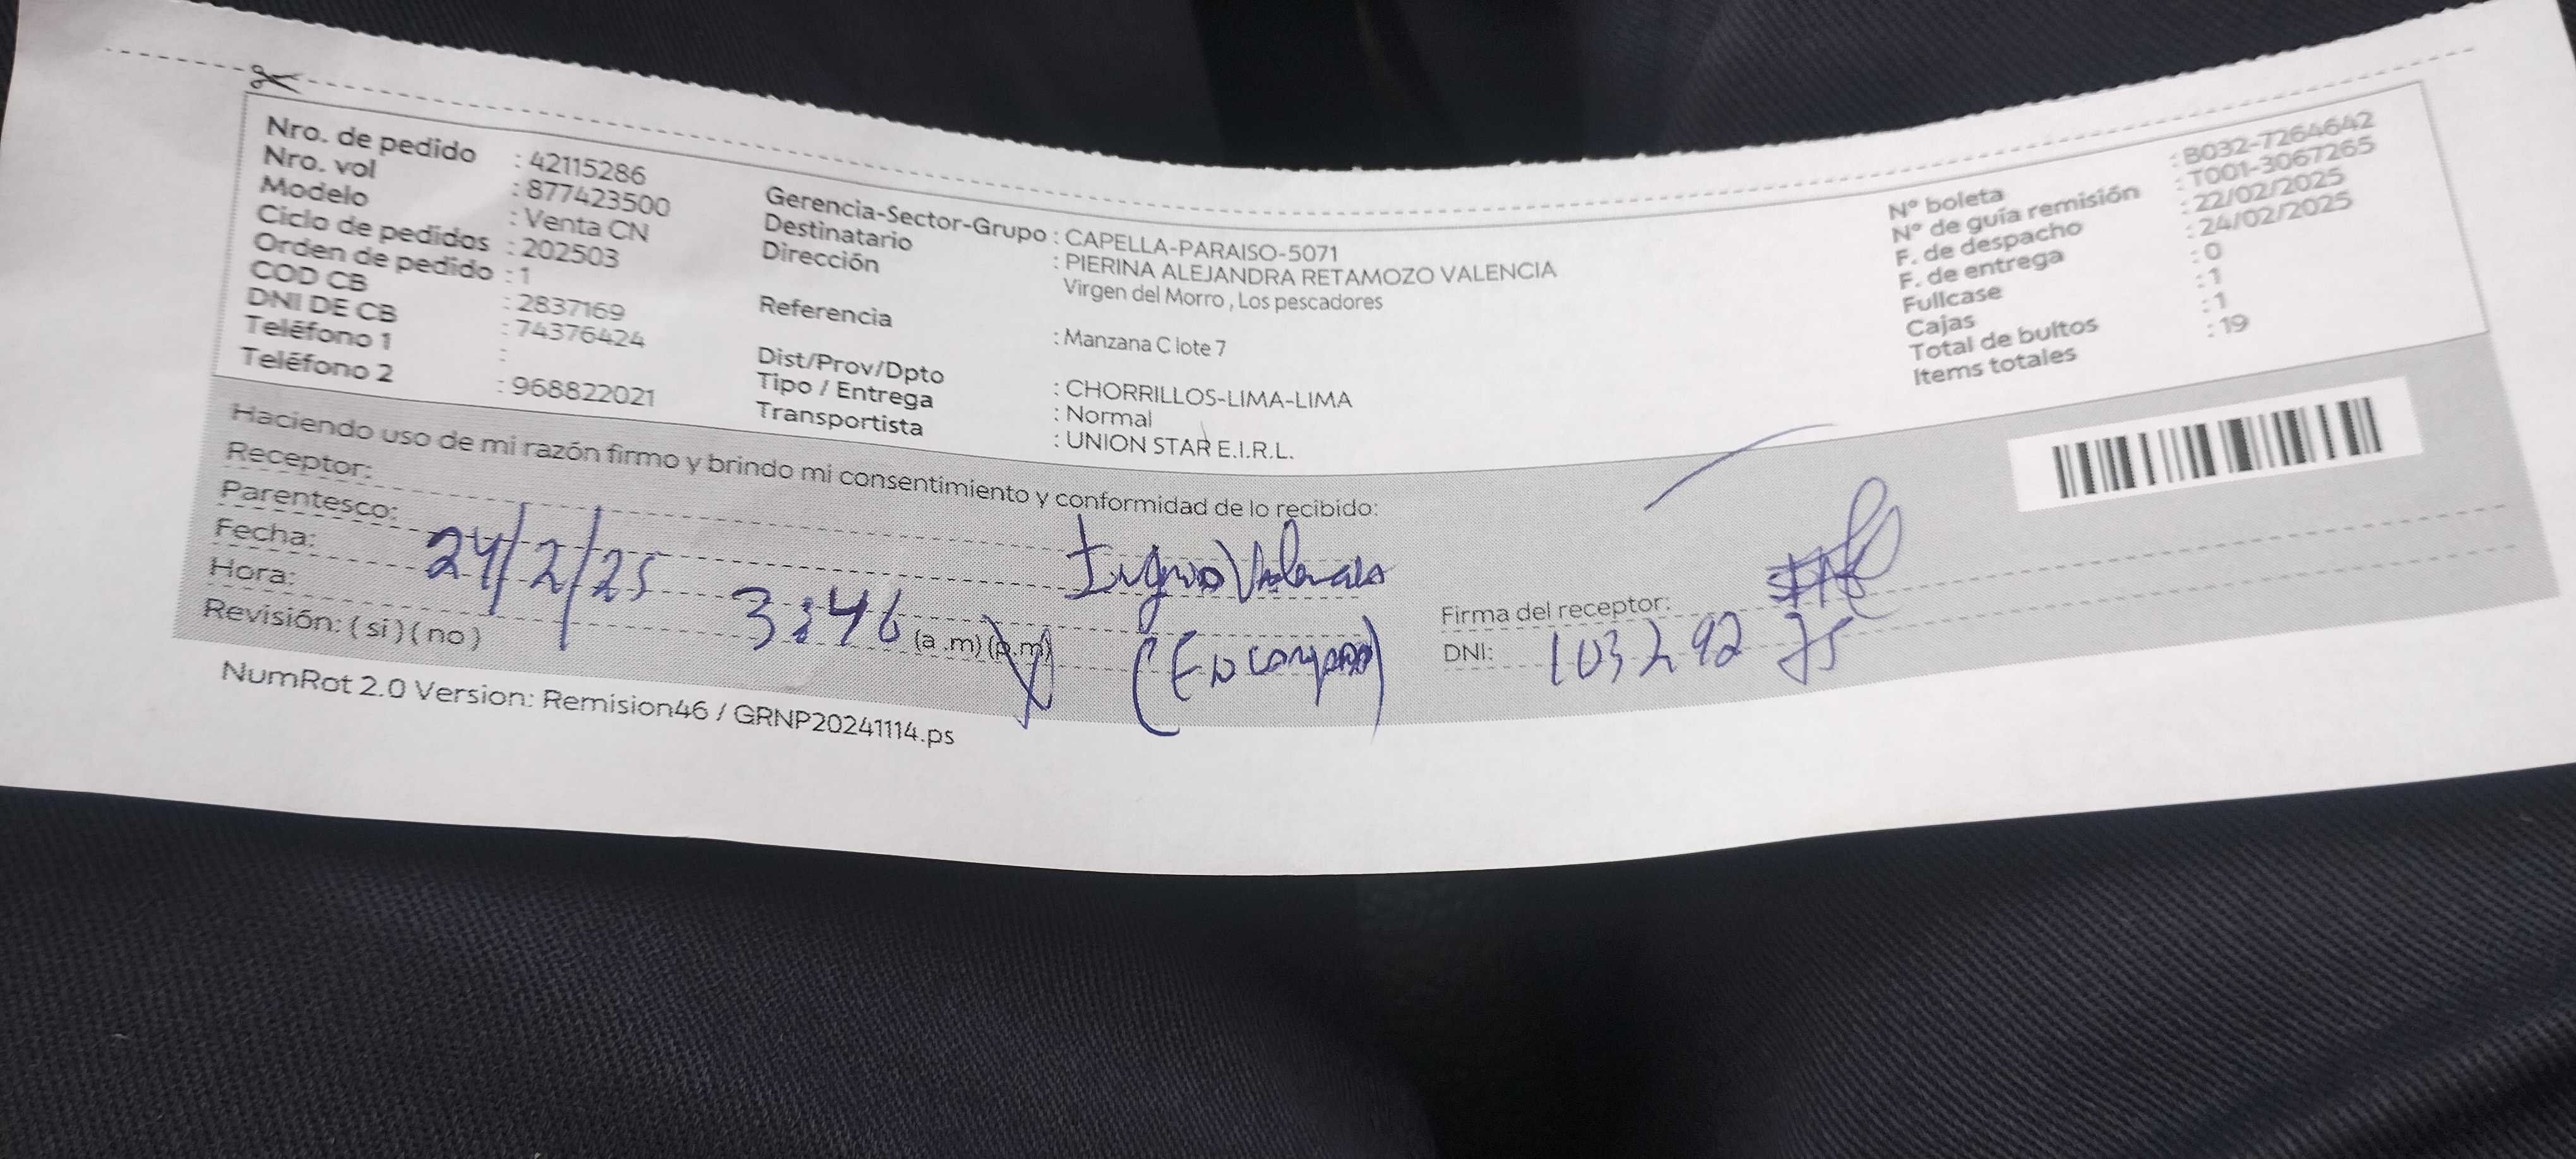 Nro. de pedido : 42115286
Nro. vol : 877423500
Modelo : Venta CN
Ciclo de pedidos : 202503
Orden de pedido : 1
COD CB : 2837169
DNI DE CB : 74376424
Teléfono 1 :
Teléfono 2 : 968822021
Gerencia-Sector-Grupo : CAPELLA-PARAISO-5071
Destinatario : PIERINA ALEJANDRA RETAMOZO VALENCIA
Dirección Virgen del Morro , Los pescadores
Referencia : Manzana C lote 7
Dist/Prov/Dpto : CHORRILLOS-LIMA-LIMA
Tipo / Entrega : Normal
Transportista : UNION STAR E.I.R.L.
N° boleta : B032-7264642
N° de guía remisión : T001-3067265
F. de despacho : 22/02/2025
F. de entrega : 24/02/2025
Fullcase : 0
Cajas : 1
Total de bultos : 1
Items totales : 19
Haciendo uso de mi razón firmo y brindo mi consentimiento y conformidad de lo recibido:
Receptor:
Parentesco:
Fecha: 24/2/25
Hora: 3:46 (a .m) (p.m)
Revisión: ( si ) ( no )
Valencia
Firma del receptor:
DNI: 10329275
NumRot 2.0 Version: Remision46 / GRNP20241114.ps